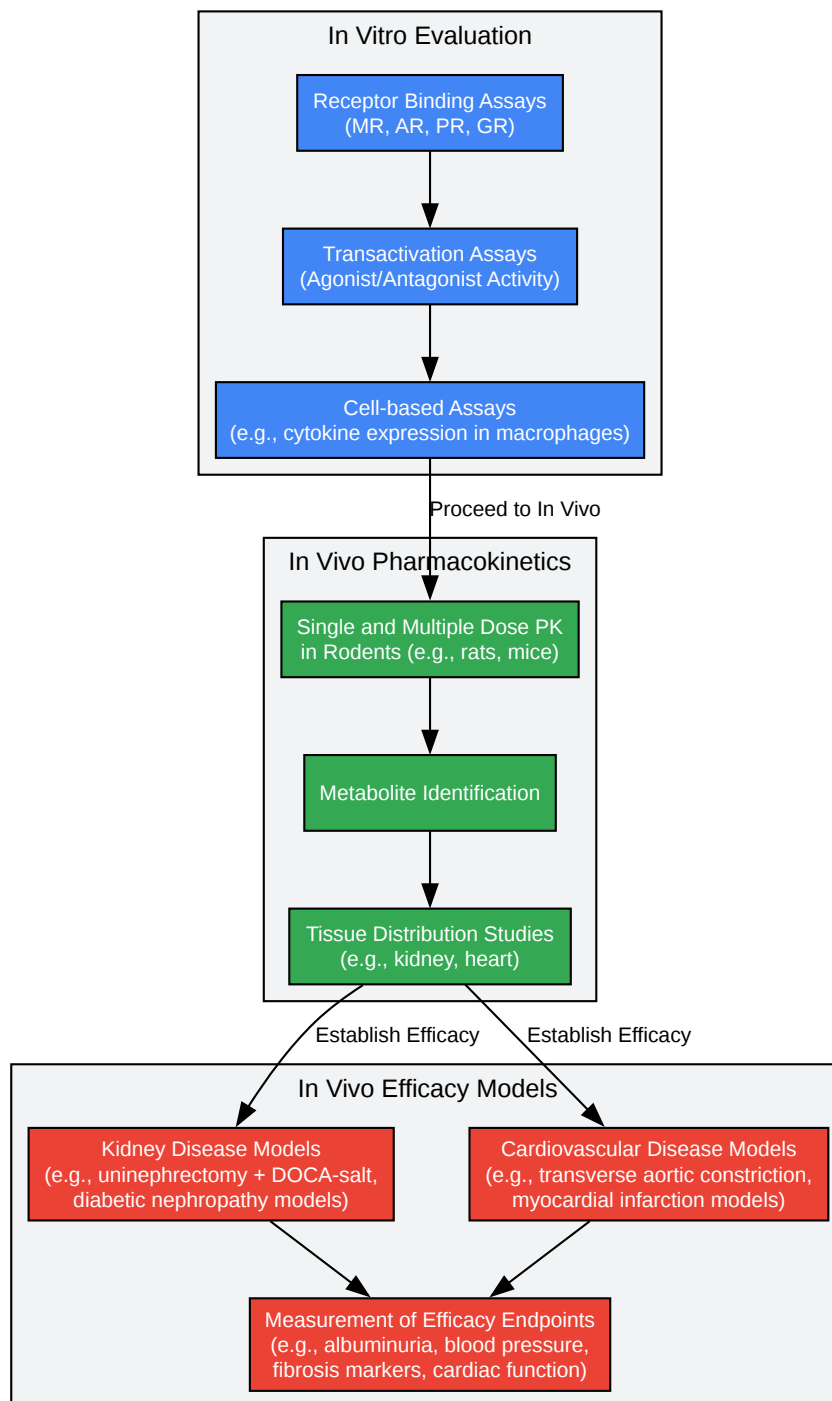 In Vitro Evaluation
Receptor Binding Assays
(MR, AR, PR, GR)
Transactivation Assays
(Agonist/Antagonist Activity)
Cell-based Assays
(e.g., cytokine expression in macrophages)
Proceed to In Vivo
In Vivo Pharmacokinetics
Single and Multiple Dose PK
in Rodents (e.g., rats, mice)
Metabolite Identification
Tissue Distribution Studies
(e.g., kidney, heart)
Establish Efficacy
Establish Efficacy
In Vivo Efficacy Models
Kidney Disease Models
(e.g., uninephrectomy + DOCA-salt,
diabetic nephropathy models)
Cardiovascular Disease Models
(e.g., transverse aortic constriction,
myocardial infarction models)
Measurement of Efficacy Endpoints
(e.g., albuminuria, blood pressure,
fibrosis markers, cardiac function)